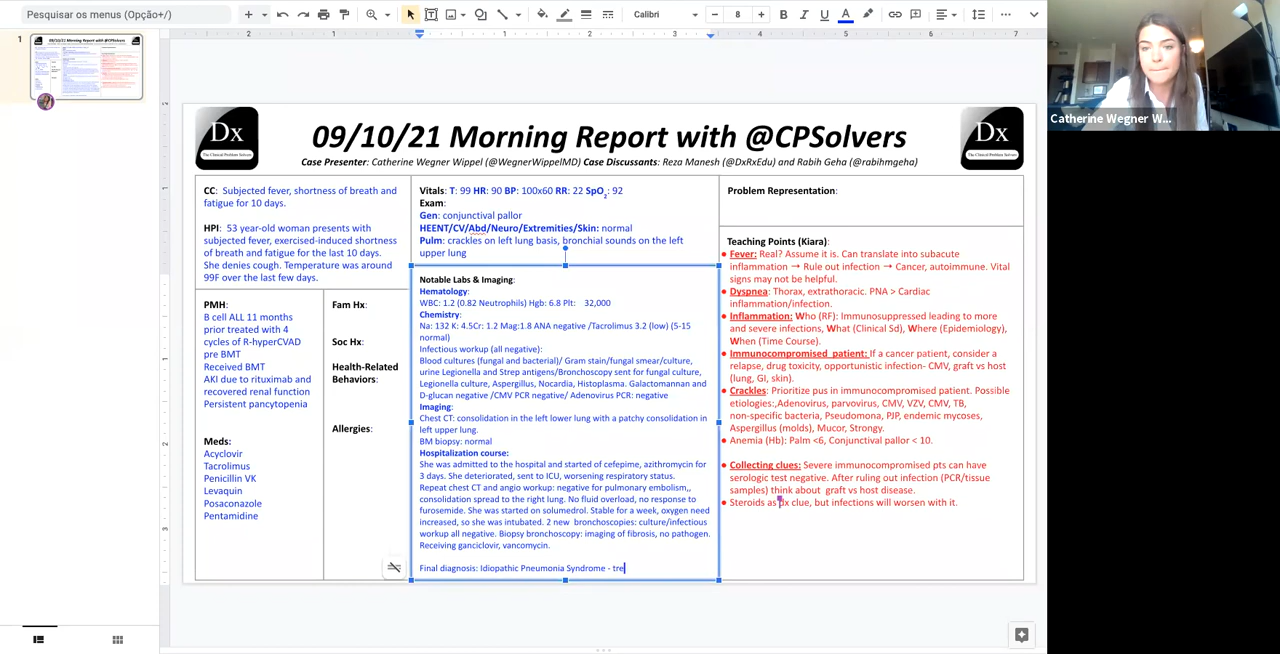 Pesquisar os menus (Opção+/)
Calibri
8
1
2 1 1 2 3 4 5 6 7
Dx
The Clinical Problem Solvers
09/10/21 Morning Report with @CPSolvers
Case Presenter: Catherine Wegner Wippel (@WegnerWippelMD) Case Discussants: Reza Manesh (@DxRxEdu) and Rabih Geha (@rabihmgeha)
Dx
The Clinical Problem Solvers
CC: Subjected fever, shortness of breath and
fatigue for 10 days.
HPI: 53 year-old woman presents with
subjected fever, exercised-induced shortness
of breath and fatigue for the last 10 days.
She denies cough. Temperature was around
99F over the last few days.
PMH:
B cell ALL 11 months
prior treated with 4
cycles of R-hyperCVAD
pre BMT
Received BMT
AKI due to rituximab and
recovered renal function
Persistent pancytopenia
Meds:
Acyclovir
Tacrolimus
Penicillin VK
Levaquin
Posaconazole
Pentamidine
Fam Hx:
Soc Hx:
Health-Related
Behaviors:
Allergies:
Vitals: T: 99 HR: 90 BP: 100x60 RR: 22 SpO2: 92
Exam:
Gen: conjunctival pallor
HEENT/CV/Abd/Neuro/Extremities/Skin: normal
Pulm: crackles on left lung basis, bronchial sounds on the left
upper lung
Notable Labs & Imaging:
Hematology:
WBC: 1.2 (0.82 Neutrophils) Hgb: 6.8 Plt: 32,000
Chemistry:
Na: 132 K: 4.5Cr: 1.2 Mag:1.8 ANA negative /Tacrolimus 3.2 (low) (5-15
normal)
Infectious workup (all negative):
Blood cultures (fungal and bacterial)/ Gram stain/fungal smear/culture,
urine Legionella and Strep antigens/Bronchoscopy sent for fungal culture,
Legionella culture, Aspergillus, Nocardia, Histoplasma. Galactomannan and
D-glucan negative /CMV PCR negative/ Adenovirus PCR: negative
Imaging:
Chest CT: consolidation in the left lower lung with a patchy consolidation in
left upper lung.
BM biopsy: normal
Hospitalization course:
She was admitted to the hospital and started of cefepime, azithromycin for
3 days. She deteriorated, sent to ICU, worsening respiratory status.
Repeat chest CT and angio workup: negative for pulmonary embolism,,
consolidation spread to the right lung. No fluid overload, no response to
furosemide. She was started on solumedrol. Stable for a week, oxygen need
increased, so she was intubated. 2 new bronchoscopies: culture/infectious
workup all negative. Biopsy bronchoscopy: imaging of fibrosis, no pathogen.
Receiving ganciclovir, vancomycin.
Final diagnosis: Idiopathic Pneumonia Syndrome - tre
Problem Representation:
Teaching Points (Kiara):
Fever: Real? Assume it is. Can translate into subacute
inflammation → Rule out infection → Cancer, autoimmune. Vital
signs may not be helpful.
Dyspnea: Thorax, extrathoracic. PNA > Cardiac
inflammation/infection.
Inflammation: Who (RF): Immunosuppressed leading to more
and severe infections, What (Clinical Sd), Where (Epidemiology),
When (Time Course).
Immunocompromised patient: If a cancer patient, consider a
relapse, drug toxicity, opportunistic infection- CMV, graft vs host
(lung, GI, skin).
Crackles: Prioritize pus in immunocompromised patient. Possible
etiologies:,Adenovirus, parvovirus, CMV, VZV, CMV, TB,
non-specific bacteria, Pseudomona, PJP, endemic mycoses,
Aspergillus (molds), Mucor, Strongy.
Anemia (Hb): Palm <6, Conjunctival pallor < 10.
Collecting clues: Severe immunocompromised pts can have
serologic test negative. After ruling out infection (PCR/tissue
samples) think about graft vs host disease.
Steroids as dx clue, but infections will worsen with it.
Catherine Wegner W...